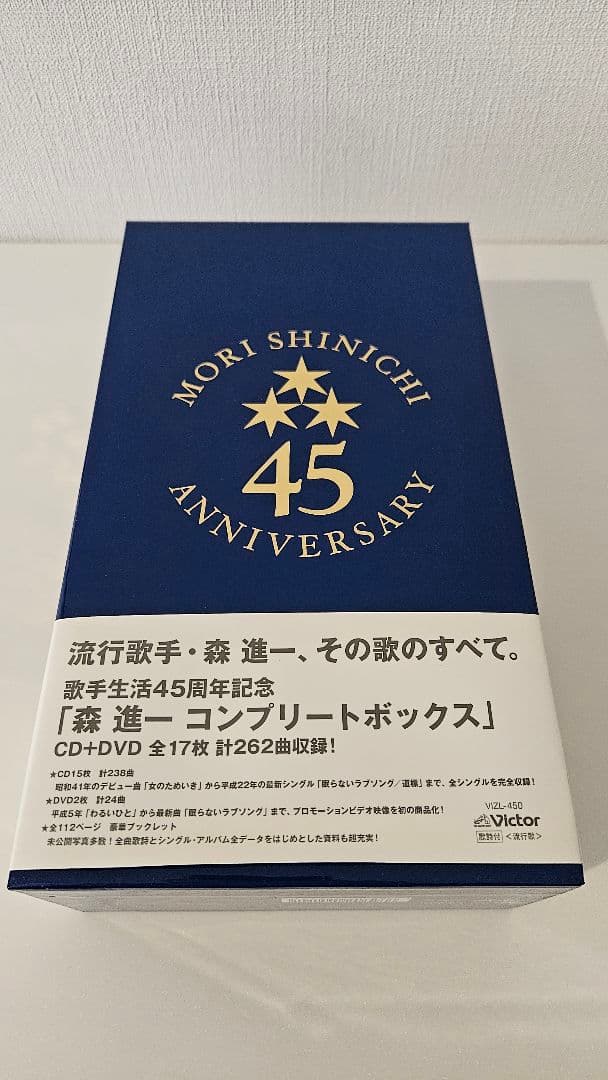 MORI SHINICHI
45
ANNIVERSARY
流行歌手・森 進一、その歌のすべて。
歌手生活45周年記念
「森 進一 コンプリートボックス」
CD+DVD 全17枚 計262曲収録!
★CD15枚 計238曲
昭和41年のデビュー曲「女のためいき」から平成22年の最新シングル「眠らないラブソング/道標」まで、全シングルを完全収録!
★DVD2枚 計24曲
平成5年「わるいひと」から最新曲「眠らないラブソング」まで、プロモーションビデオ映像を初の商品化!
★全112ページ 豪華ブックレット
未公開写真多数!全曲歌詩とシングル・アルバム全データをはじめとした資料も超充実!
VIZL-450
Victor
歌詩付 <流行歌>